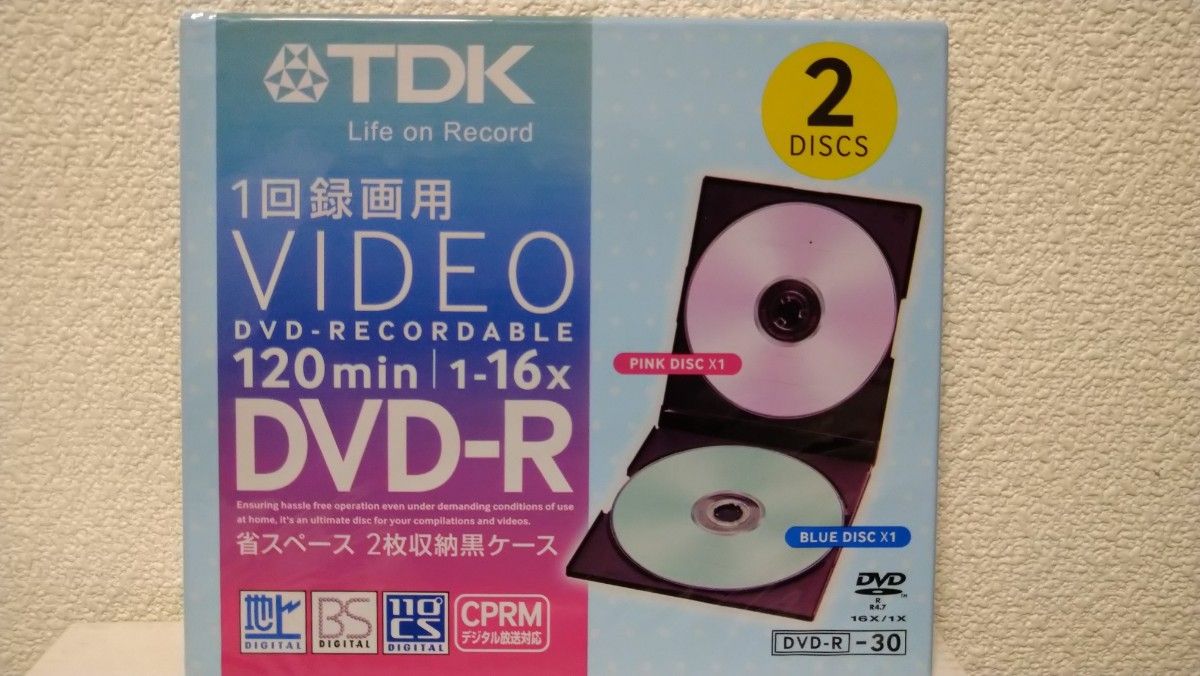 TDK
Life on Record
1回録画用
VIDEO
DVD-RECORDABLE
120min | 1-16x
DVD-R
Ensuring hassle free operation even under demanding conditions of use
at home, it's an ultimate disc for your compilations and videos.
省スペース 2枚収納黒ケース
地上
DIGITAL
BS
DIGITAL
110°
CS
DIGITAL
CPRM
デジタル放送対応
2
DISCS
PINK DISC X1
BLUE DISC X1
DVD
R
R4.7
TM
16X/1X
DVD-R -30